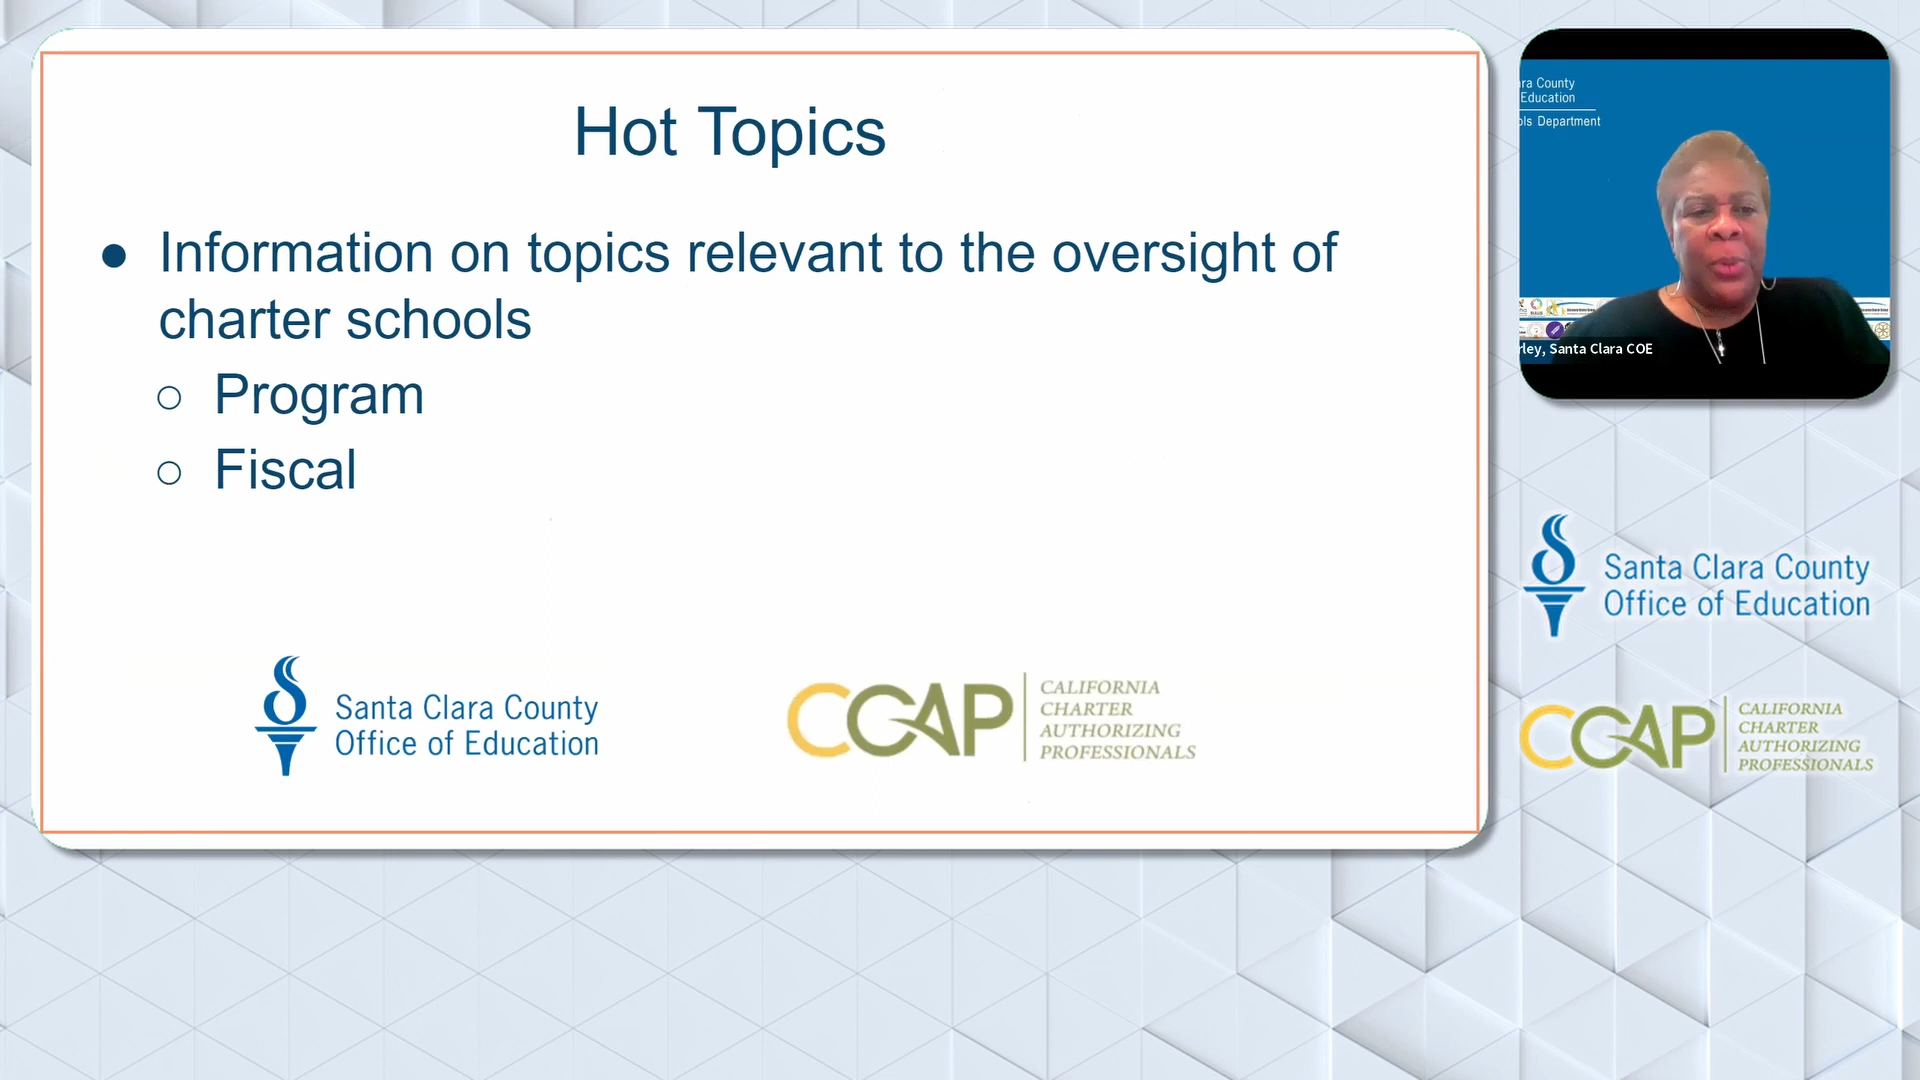 Hot Topics
● Information on topics relevant to the oversight of
charter schools
○ Program
○ Fiscal
Santa Clara County
Office of Education
CCAP
CALIFORNIA
CHARTER
AUTHORIZING
PROFESSIONALS
ara County
Education
ols Department
rley, Santa Clara COE
Santa Clara County
Office of Education
CCAP
CALIFORNIA
CHARTER
AUTHORIZING
PROFESSIONALS